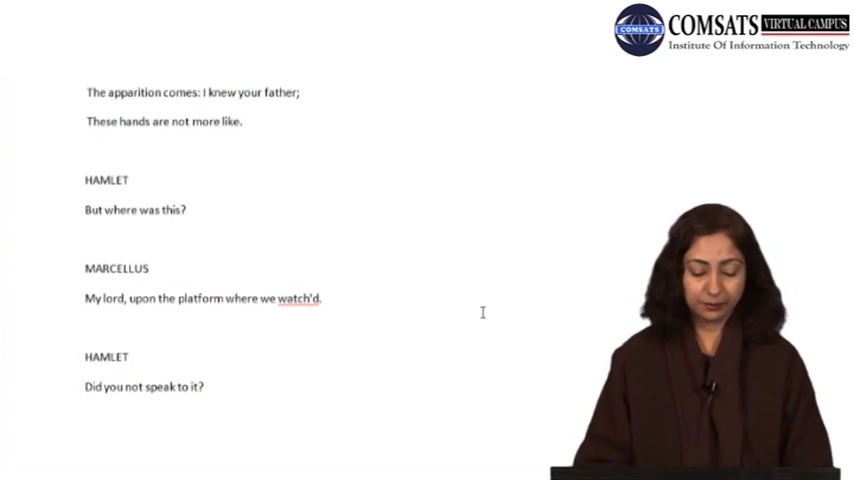 COMSATS VIRTUAL CAMPUS
Institute Of Information Technology
COMSATS
The apparition comes: I knew your father;
These hands are not more like.
HAMLET
But where was this?
MARCELLUS
My lord, upon the platform where we watch'd.
HAMLET
Did you not speak to it?